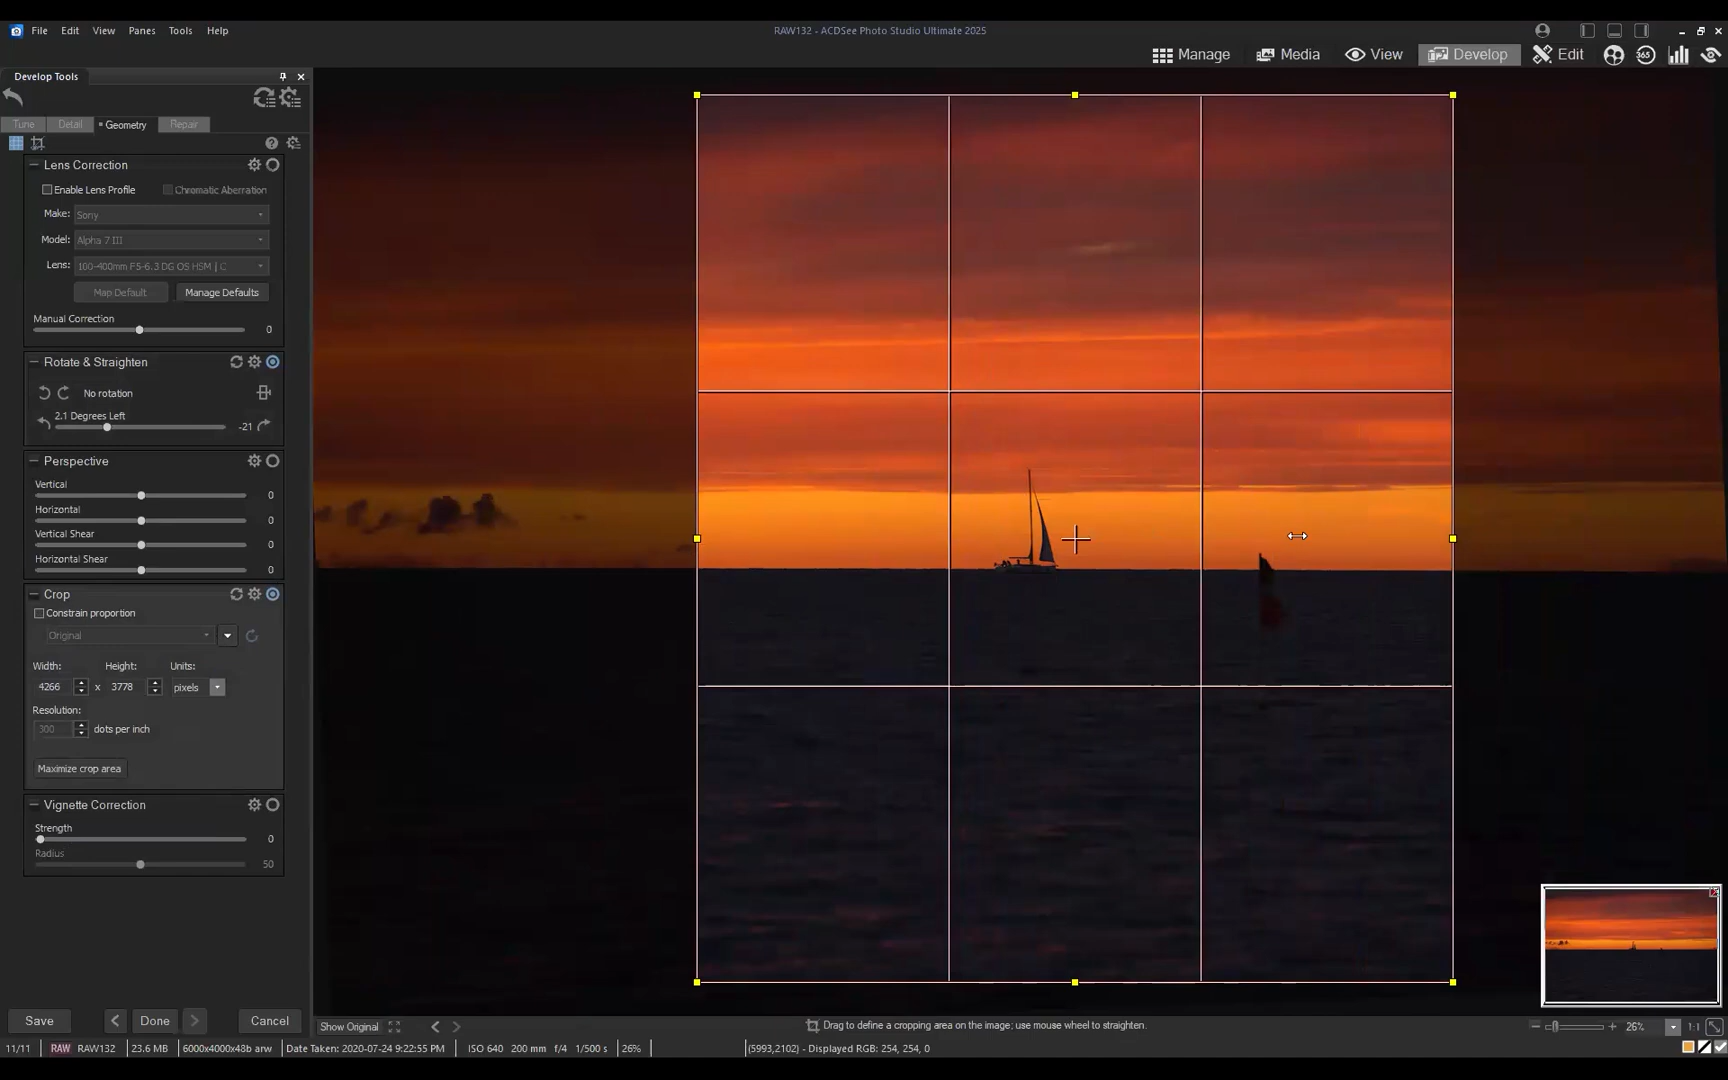 File Edit View Panes Tools Help
RAW132 - ACDSee Photo Studio Ultimate 2025
Manage Media View Develop Edit 365
Develop Tools
Tune Detail Geometry Repair
Lens Correction
Enable Lens Profile Chromatic Aberration
Make: Sony
Model: Alpha 7 III
Lens: 100-400mm F5-6.3 DG OS HSM | C
Map Default Manage Defaults
Manual Correction
0
Rotate & Straighten
No rotation
2.1 Degrees Left
-21
Perspective
Vertical
0
Horizontal
0
Vertical Shear
0
Horizontal Shear
0
Crop
Constrain proportion
Original
Width: Height: Units:
4266 x 3778 pixels
Resolution:
300 dots per inch
Maximize crop area
Vignette Correction
Strength
0
Radius
50
Save Done Cancel
Show Original
Drag to define a cropping area on the image; use mouse wheel to straighten.
26% 1:1
11/11 RAW RAW132 23.6 MB 6000x4000x48b arw Date Taken: 2020-07-24 9:22:55 PM ISO 640 200 mm f/4 1/500 s 26% (5993,2102) - Displayed RGB: 254, 254, 0